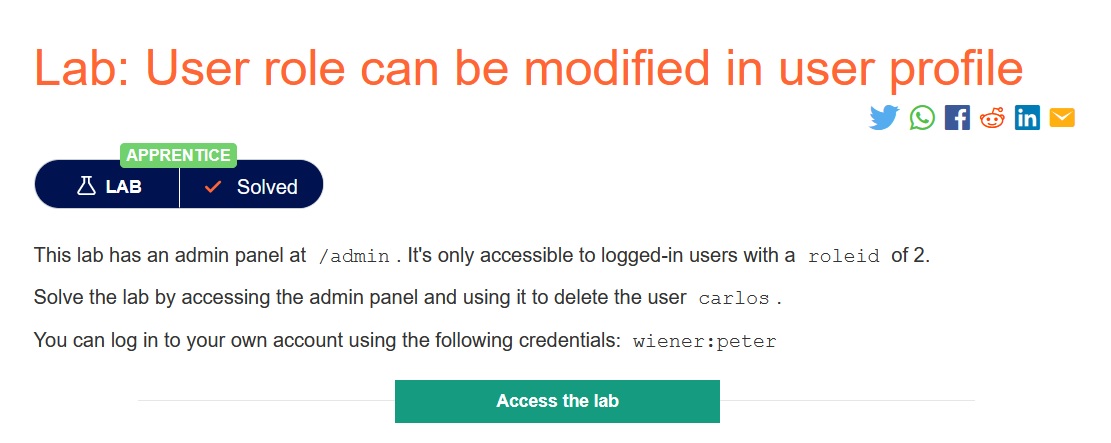 Lab: User role can be modified in user profile
APPRENTICE
LAB Solved
This lab has an admin panel at /admin. It's only accessible to logged-in users with a roleid of 2.
Solve the lab by accessing the admin panel and using it to delete the user carlos.
You can log in to your own account using the following credentials: wiener:peter
Access the lab